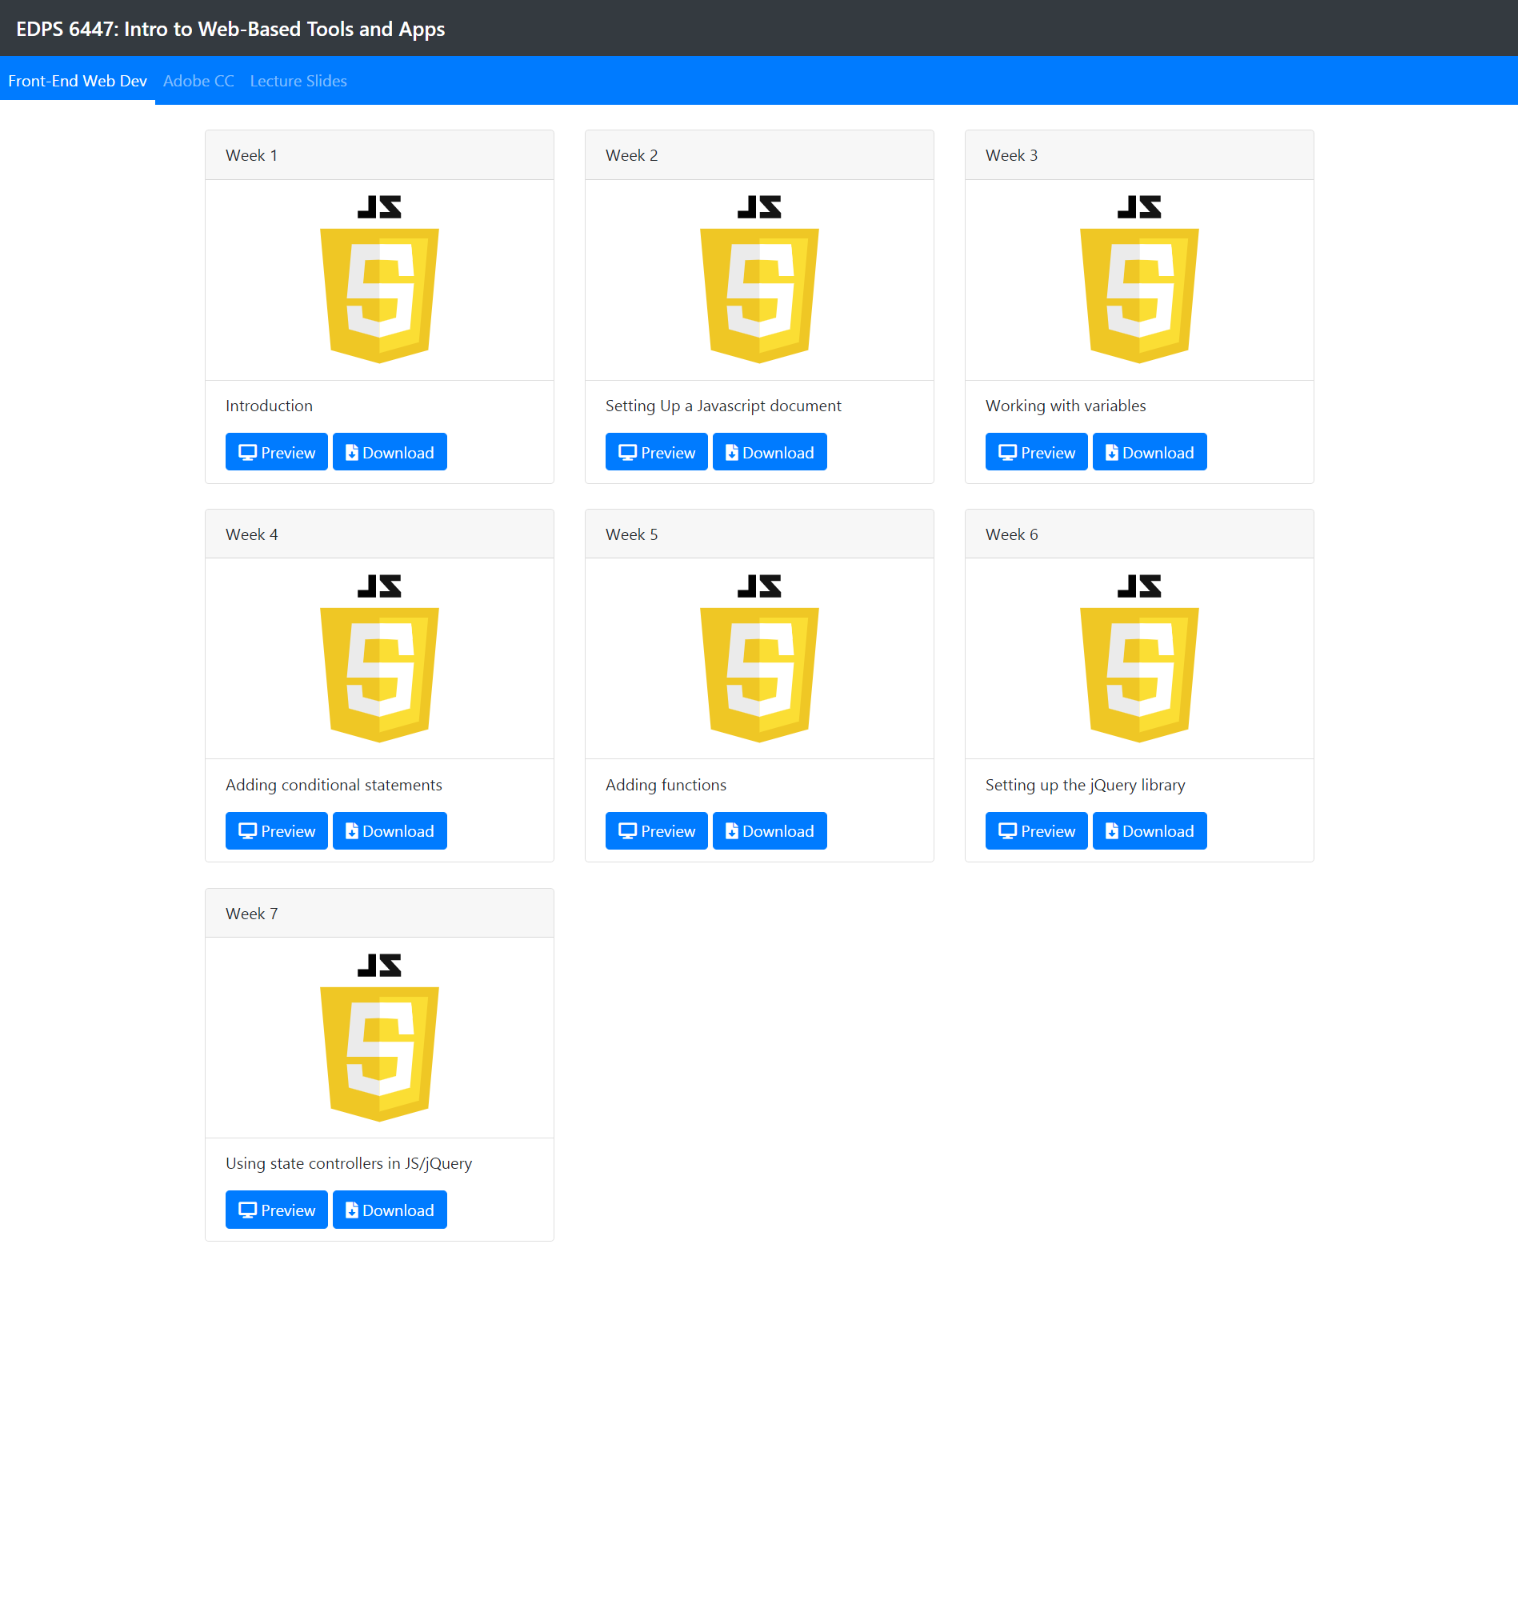 EDPS 6447: Intro to Web-Based Tools and Apps
Front-End Web Dev Adobe CC Lecture Slides
Week 1
JS
5
Introduction
Preview Download
Week 2
JS
5
Setting Up a Javascript document
Preview Download
Week 3
JS
5
Working with variables
Preview Download
Week 4
JS
5
Adding conditional statements
Preview Download
Week 5
JS
5
Adding functions
Preview Download
Week 6
JS
5
Setting up the jQuery library
Preview Download
Week 7
JS
5
Using state controllers in JS/jQuery
Preview Download